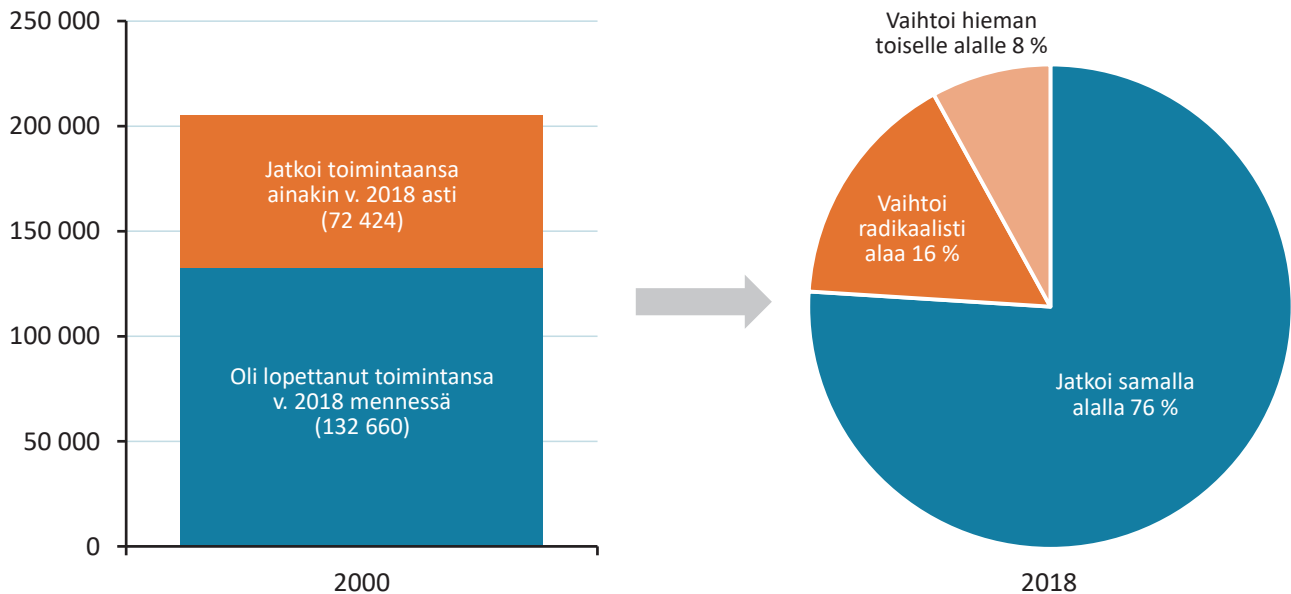 250 000
200 000
150 000
100 000
50 000
0
Jatkoi toimintaansa
ainakin v. 2018 asti
(72 424)
Oli lopettanut toimintansa
v. 2018 mennessä
(132 660)
2000
Vaihtoi hieman
toiselle alalle 8 %
Vaihtoi
radikaalisti
alaa 16 %
Jatkoi samalla
alalla 76 %
2018